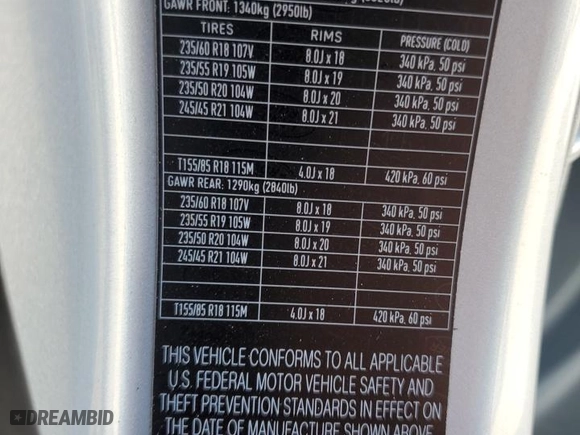 GAWR FRONT: 1340kg (2950lb)
TIRES RIMS PRESSURE (COLD)
235/60 R18 107V 8.0J x 18 340 kPa, 50 psi
235/55 R19 105W 8.0J x 19 340 kPa, 50 psi
235/50 R20 104W 8.0J x 20 340 kPa, 50 psi
245/45 R21 104W 8.0J x 21 340 kPa, 50 psi
T155/85 R18 115M 4.0J x 18 420 kPa, 60 psi
GAWR REAR: 1290kg (2840lb)
235/60 R18 107V 8.0J x 18 340 kPa, 50 psi
235/55 R19 105W 8.0J x 19 340 kPa, 50 psi
235/50 R20 104W 8.0J x 20 340 kPa, 50 psi
245/45 R21 104W 8.0J x 21 340 kPa, 50 psi
T155/85 R18 115M 4.0J x 18 420 kPa, 60 psi
THIS VEHICLE CONFORMS TO ALL APPLICABLE
U.S. FEDERAL MOTOR VEHICLE SAFETY AND
THEFT PREVENTION STANDARDS IN EFFECT ON
THE DATE OF MANUFACTURE SHOWN ABOVE
DREAMBID